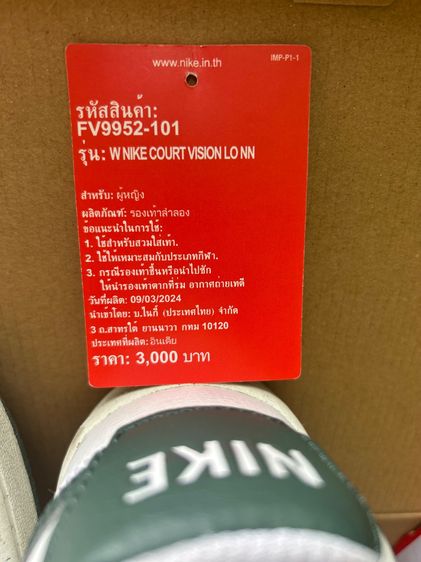 www.nike.in.th
IMP-P1-1
รหัสสินค้า:
FV9952-101
รุ่น: W NIKE COURT VISION LO NN
สำหรับ: ผู้หญิง
ผลิตภัณฑ์: รองเท้าลำลอง
ข้อแนะนำในการใช้:
1. ใช้สำหรับสวมใส่เท้า.
2. ใช้ให้เหมาะสมกับประเภทกีฬา.
3. กรณีรองเท้าชื้นหรือนำไปซัก
ให้นำรองเท้าตากที่ร่ม อากาศถ่ายเทดี
วันที่ผลิต: 09/03/2024
นำเข้าโดย: บ.ไนกี้ (ประเทศไทย) จำกัด
3 ถ.สาทรใต้ ยานนาวา กทม 10120
ประเทศที่ผลิต: อินเดีย
ราคา: 3,000 บาท
NIKE